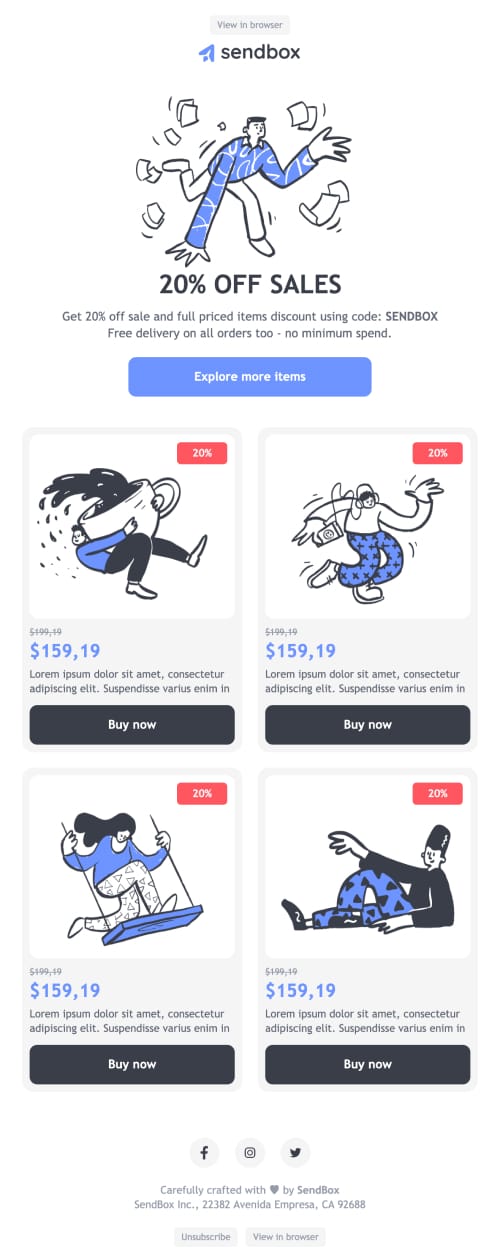 View in browser
sendbox
20% OFF SALES
Get 20% off sale and full priced items discount using code: SENDBOX
Free delivery on all orders too - no minimum spend.
Explore more items
20%
$199,19
$159,19
Lorem ipsum dolor sit amet, consectetur
adipiscing elit. Suspendisse varius enim in
Buy now
20%
$199,19
$159,19
Lorem ipsum dolor sit amet, consectetur
adipiscing elit. Suspendisse varius enim in
Buy now
20%
$199,19
$159,19
Lorem ipsum dolor sit amet, consectetur
adipiscing elit. Suspendisse varius enim in
Buy now
20%
$199,19
$159,19
Lorem ipsum dolor sit amet, consectetur
adipiscing elit. Suspendisse varius enim in
Buy now
Carefully crafted with ♥ by SendBox
SendBox Inc., 22382 Avenida Empresa, CA 92688
Unsubscribe View in browser